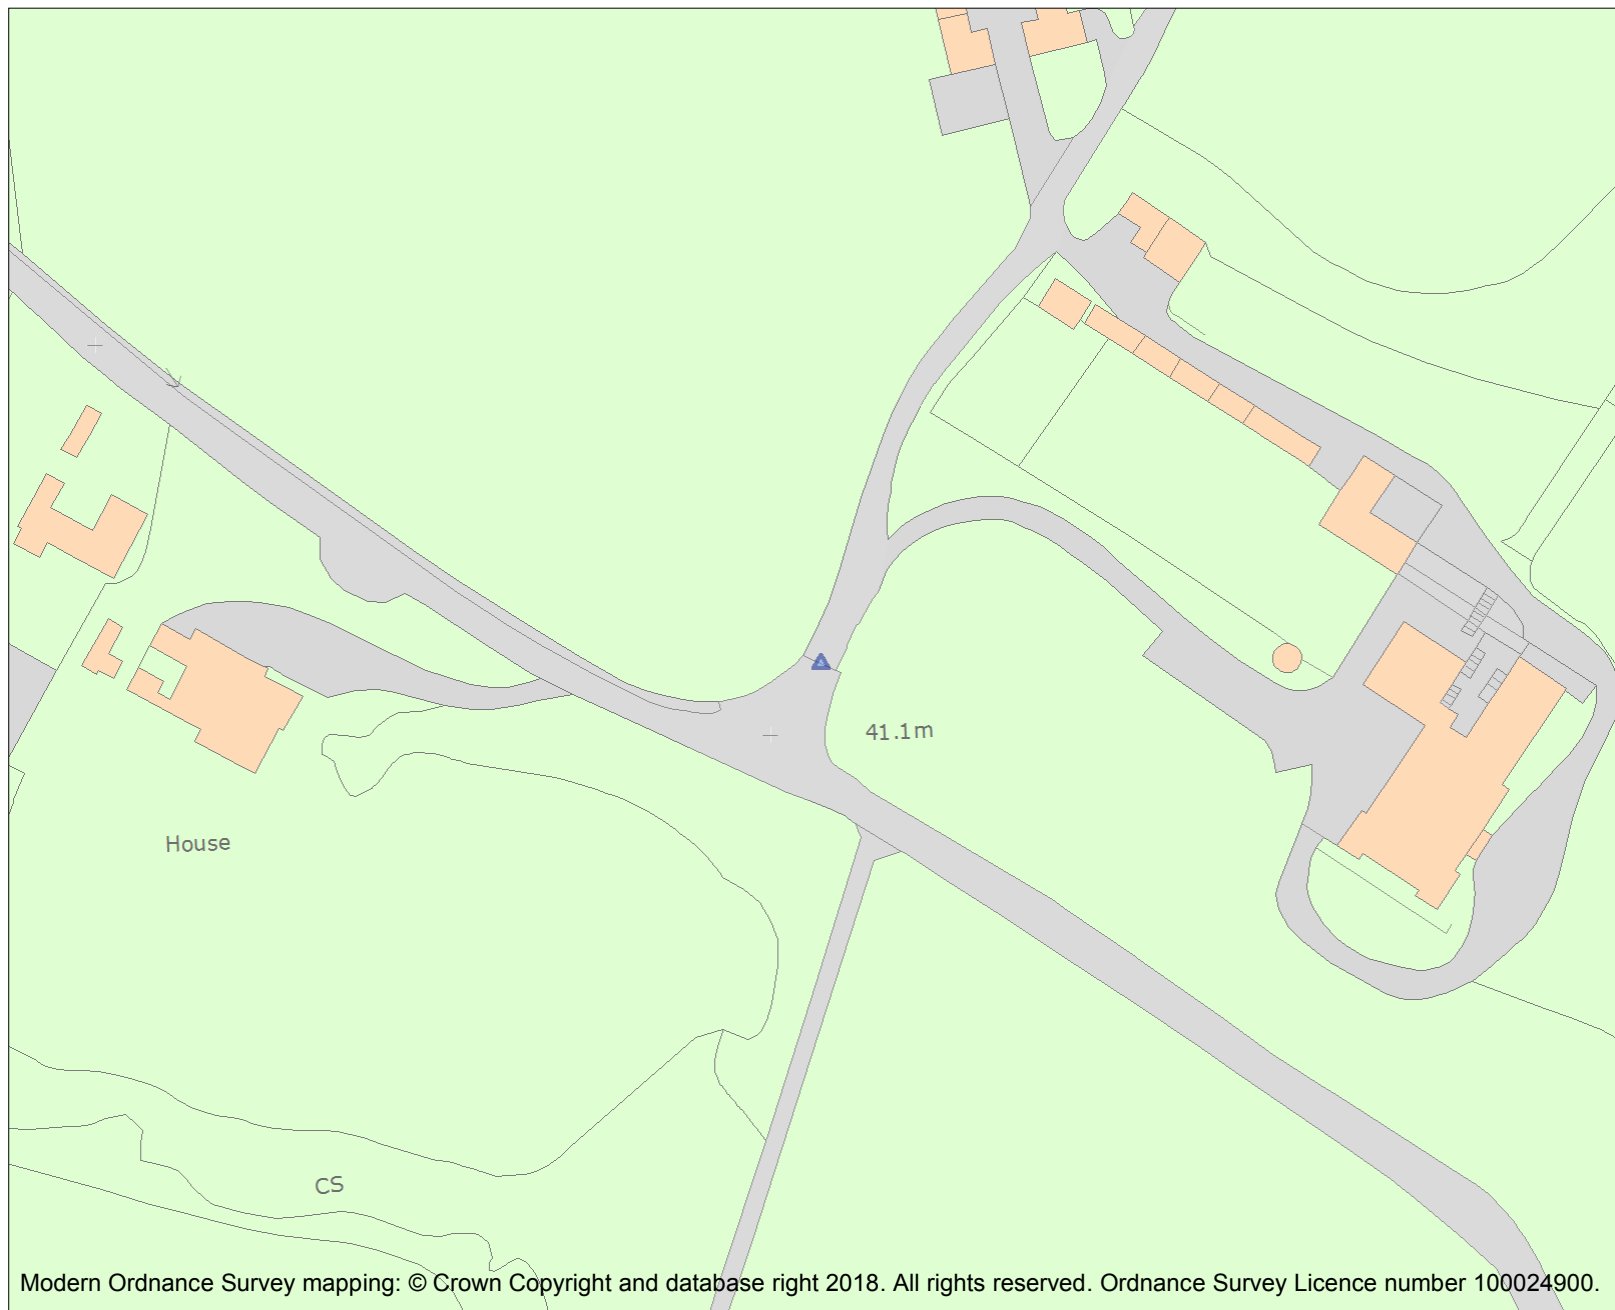 41.1m
House
CS
Modern Ordnance Survey mapping: © Crown Copyright and database right 2018. All rights reserved. Ordnance Survey Licence number 100024900.